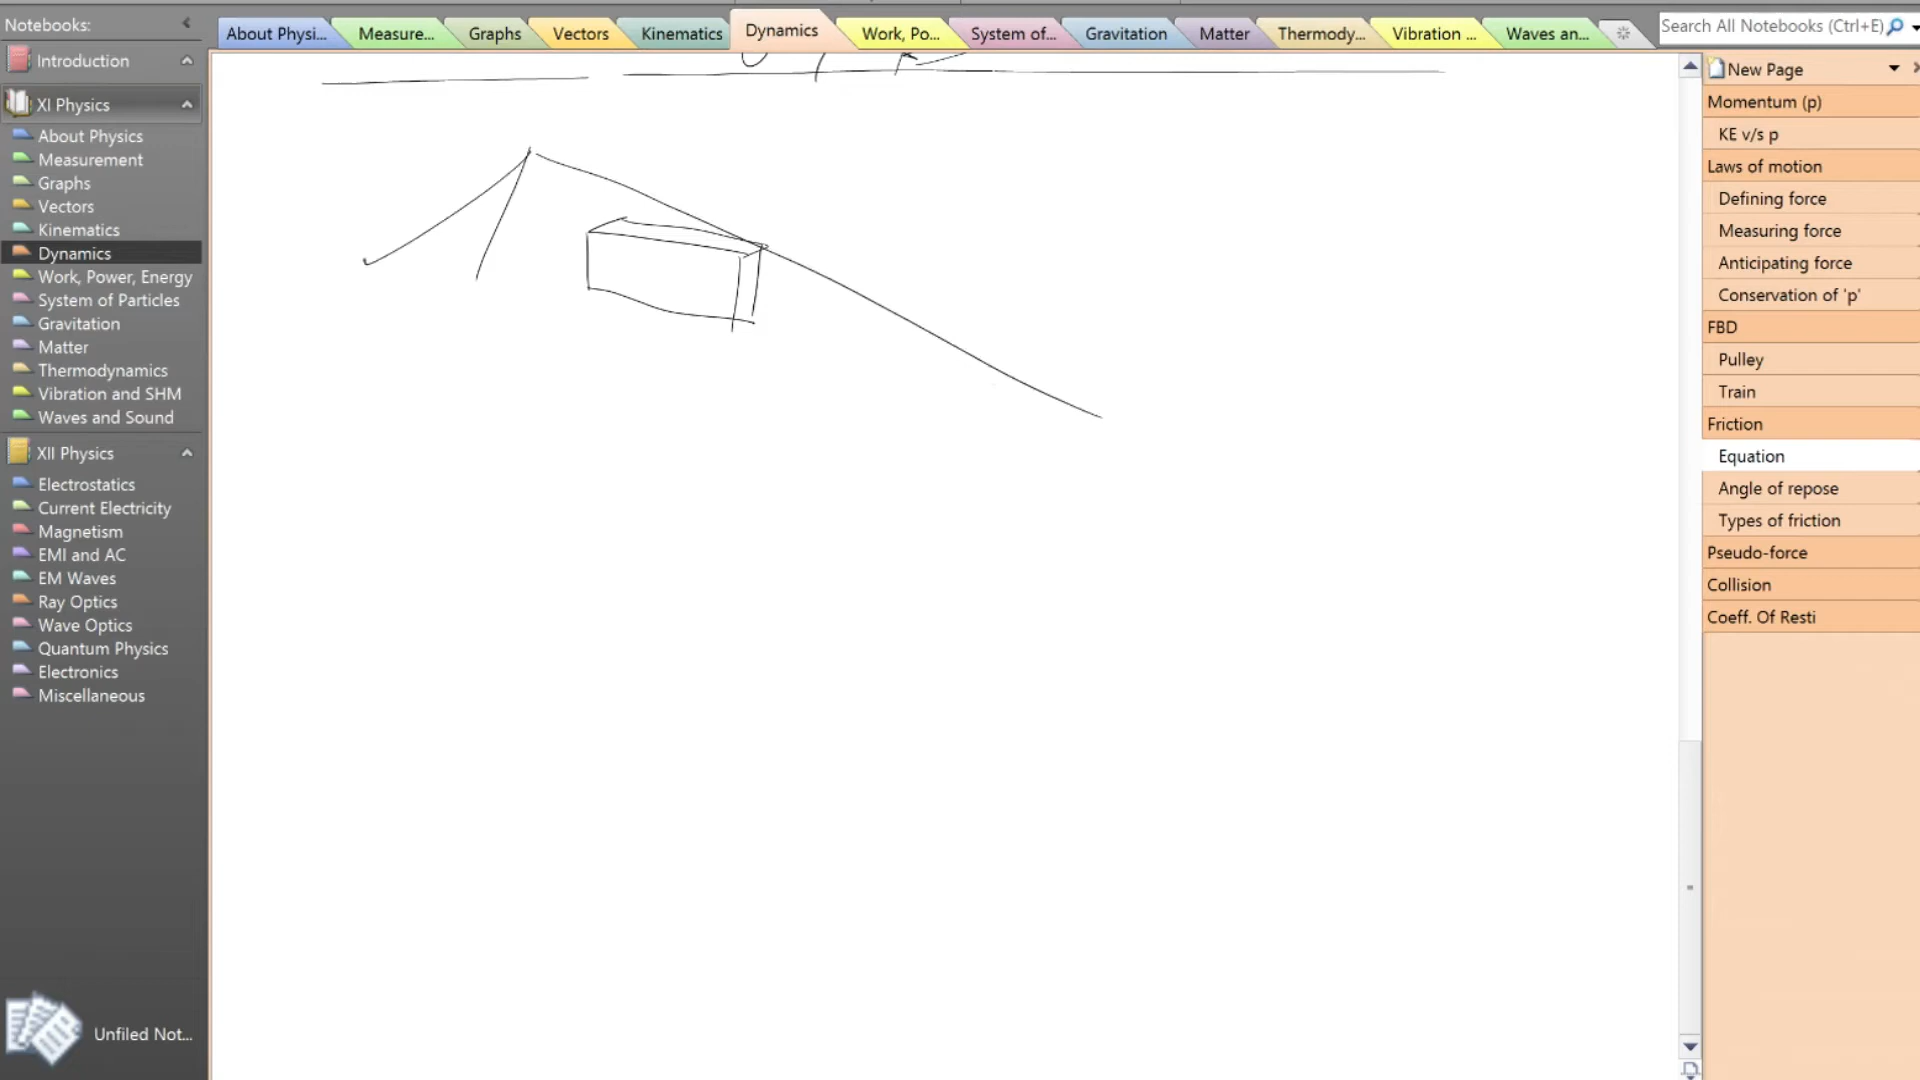 Notebooks:
Introduction
XI Physics
About Physics
Measurement
Graphs
Vectors
Kinematics
Dynamics
Work, Power, Energy
System of Particles
Gravitation
Matter
Thermodynamics
Vibration and SHM
Waves and Sound
XII Physics
Electrostatics
Current Electricity
Magnetism
EMI and AC
EM Waves
Ray Optics
Wave Optics
Quantum Physics
Electronics
Miscellaneous
Unfiled Not...
About Physi... Measure... Graphs Vectors Kinematics Dynamics Work, Po... System of... Gravitation Matter Thermody... Vibration ... Waves an...
Search All Notebooks (Ctrl+E)
New Page
Momentum (p)
KE v/s p
Laws of motion
Defining force
Measuring force
Anticipating force
Conservation of 'p'
FBD
Pulley
Train
Friction
Equation
Angle of repose
Types of friction
Pseudo-force
Collision
Coeff. Of Resti